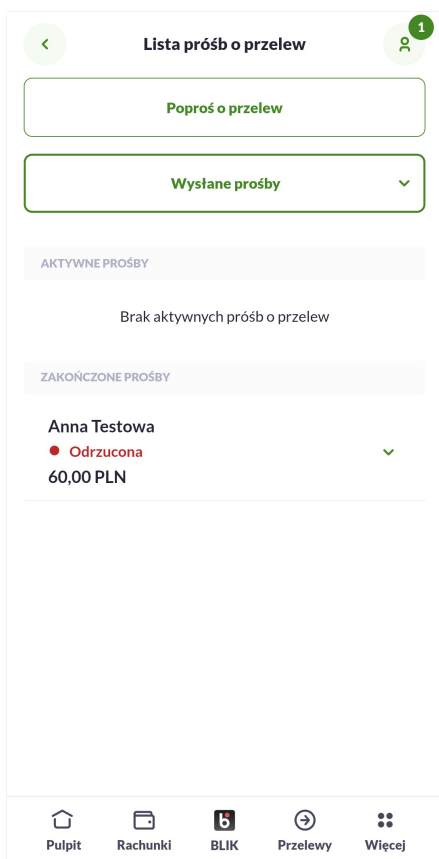 1
Lista próśb o przelew
Poproś o przelew
Wysłane prośby
AKTYWNE PROŚBY
Brak aktywnych próśb o przelew
ZAKOŃCZONE PROŚBY
Anna Testowa
Odrzucona
60,00 PLN
Pulpit Rachunki BLIK Przelewy Więcej